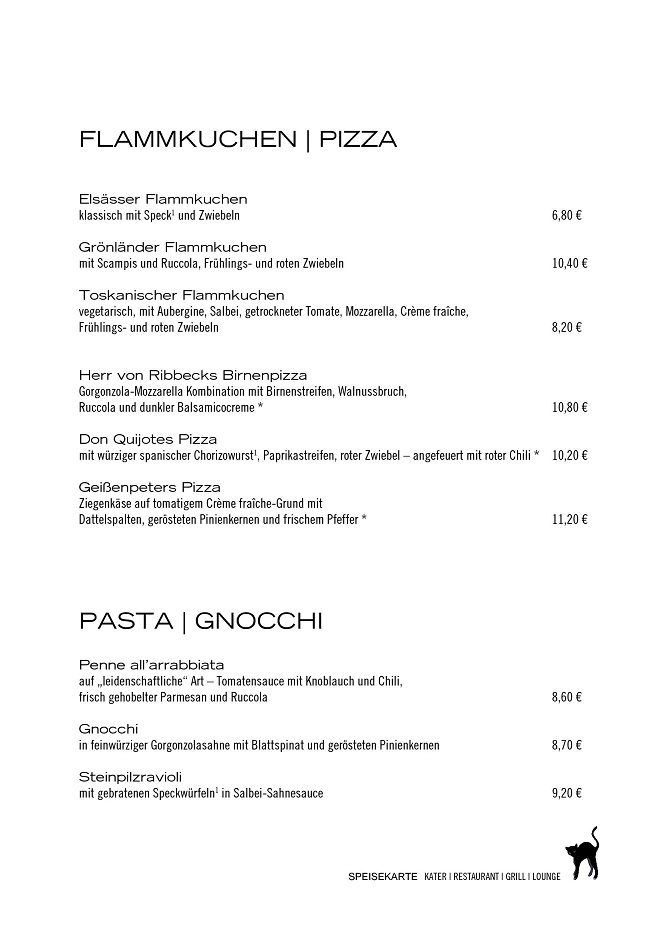 FLAMMKUCHEN | PIZZA
Elsässer Flammkuchen
klassisch mit Speck¹ und Zwiebeln 6,80 €
Grönländer Flammkuchen
mit Scampis und Ruccola, Frühlings- und roten Zwiebeln 10,40 €
Toskanischer Flammkuchen
vegetarisch, mit Aubergine, Salbei, getrockneter Tomate, Mozzarella, Crème fraîche,
Frühlings- und roten Zwiebeln 8,20 €
Herr von Ribbecks Birnenpizza
Gorgonzola-Mozzarella Kombination mit Birnenstreifen, Walnussbruch,
Ruccola und dunkler Balsamicocreme * 10,80 €
Don Quijotes Pizza
mit würziger spanischer Chorizowurst¹, Paprikastreifen, roter Zwiebel – angefeuert mit roter Chili * 10,20 €
Geißenpeters Pizza
Ziegenkäse auf tomatigem Crème fraîche-Grund mit
Dattelspalten, gerösteten Pinienkernen und frischem Pfeffer * 11,20 €
PASTA | GNOCCHI
Penne all’arrabbiata
auf „leidenschaftliche“ Art – Tomatensauce mit Knoblauch und Chili,
frisch gehobelter Parmesan und Ruccola 8,60 €
Gnocchi
in feinwürziger Gorgonzolasahne mit Blattspinat und gerösteten Pinienkernen 8,70 €
Steinpilzravioli
mit gebratenen Speckwürfeln¹ in Salbei-Sahnesauce 9,20 €
SPEISEKARTE KATER | RESTAURANT | GRILL | LOUNGE